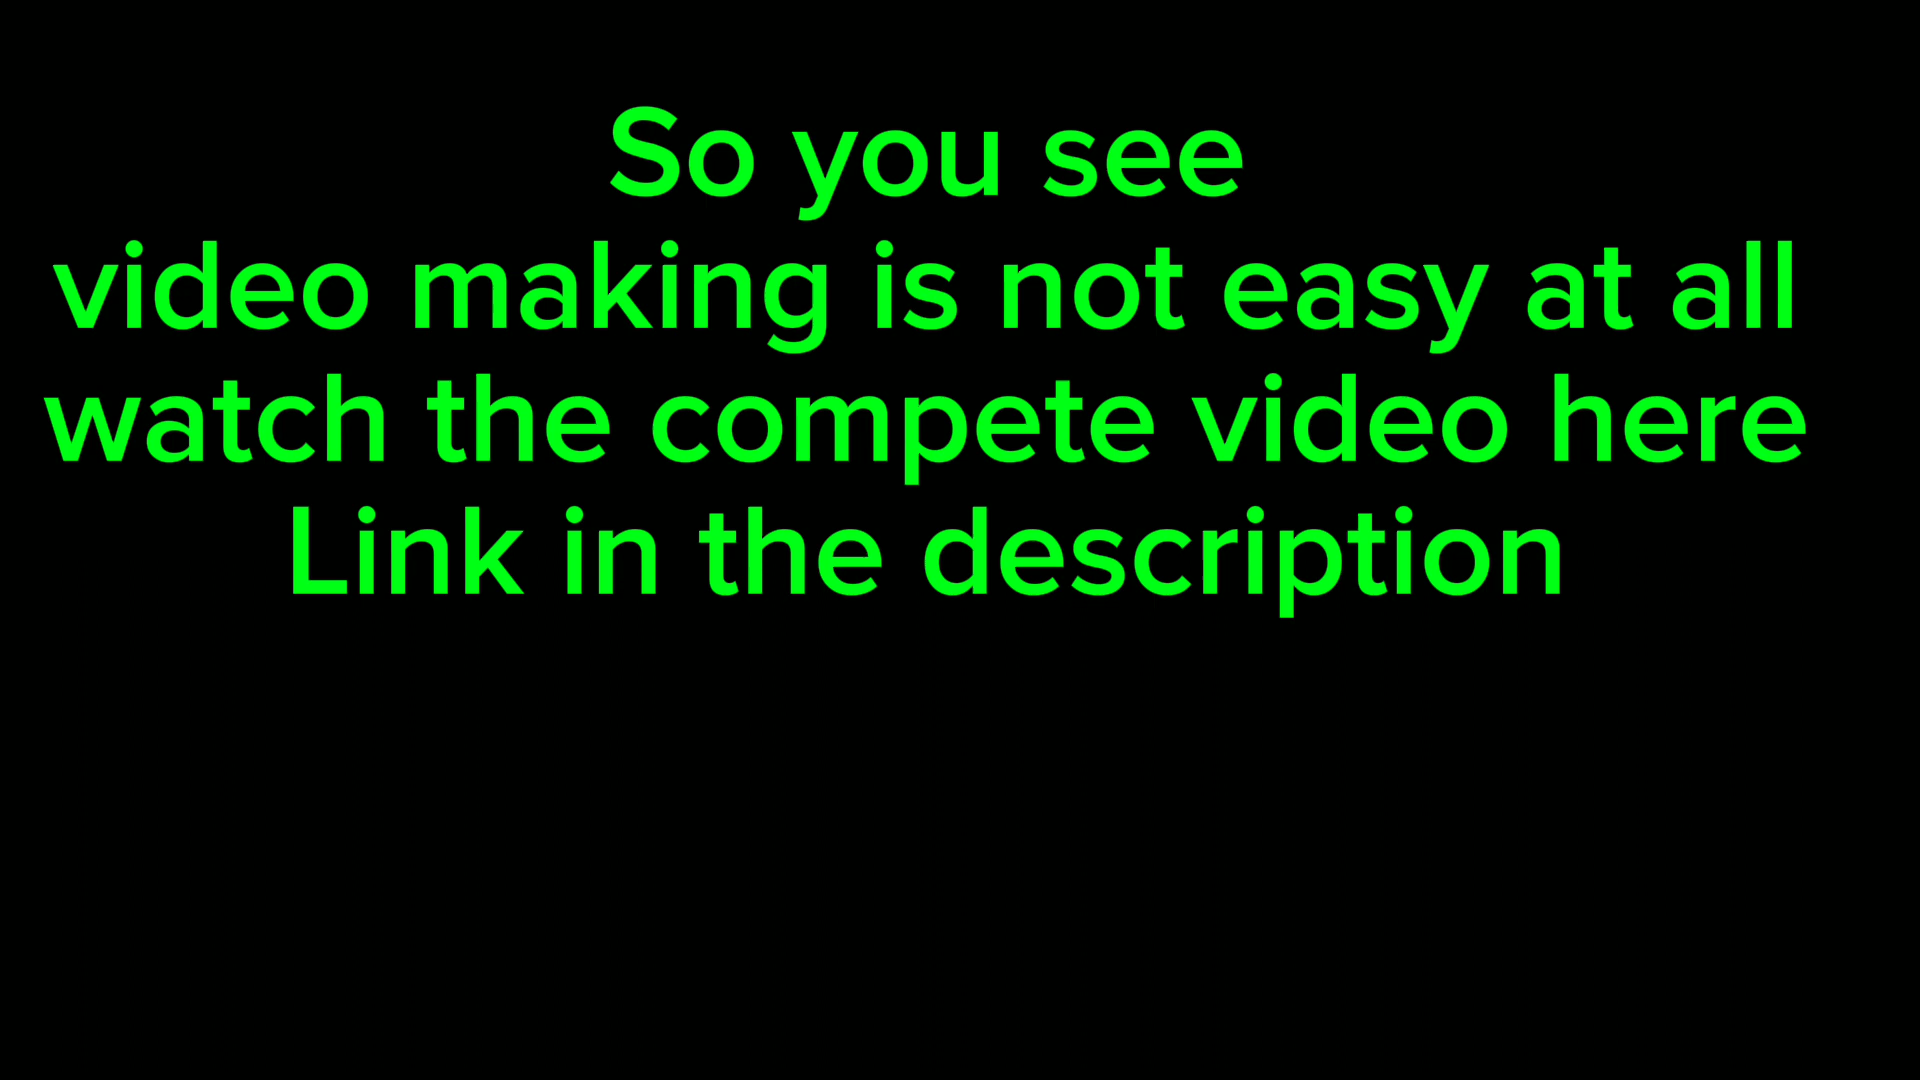 So you see
video making is not easy at all
watch the compete video here
Link in the description